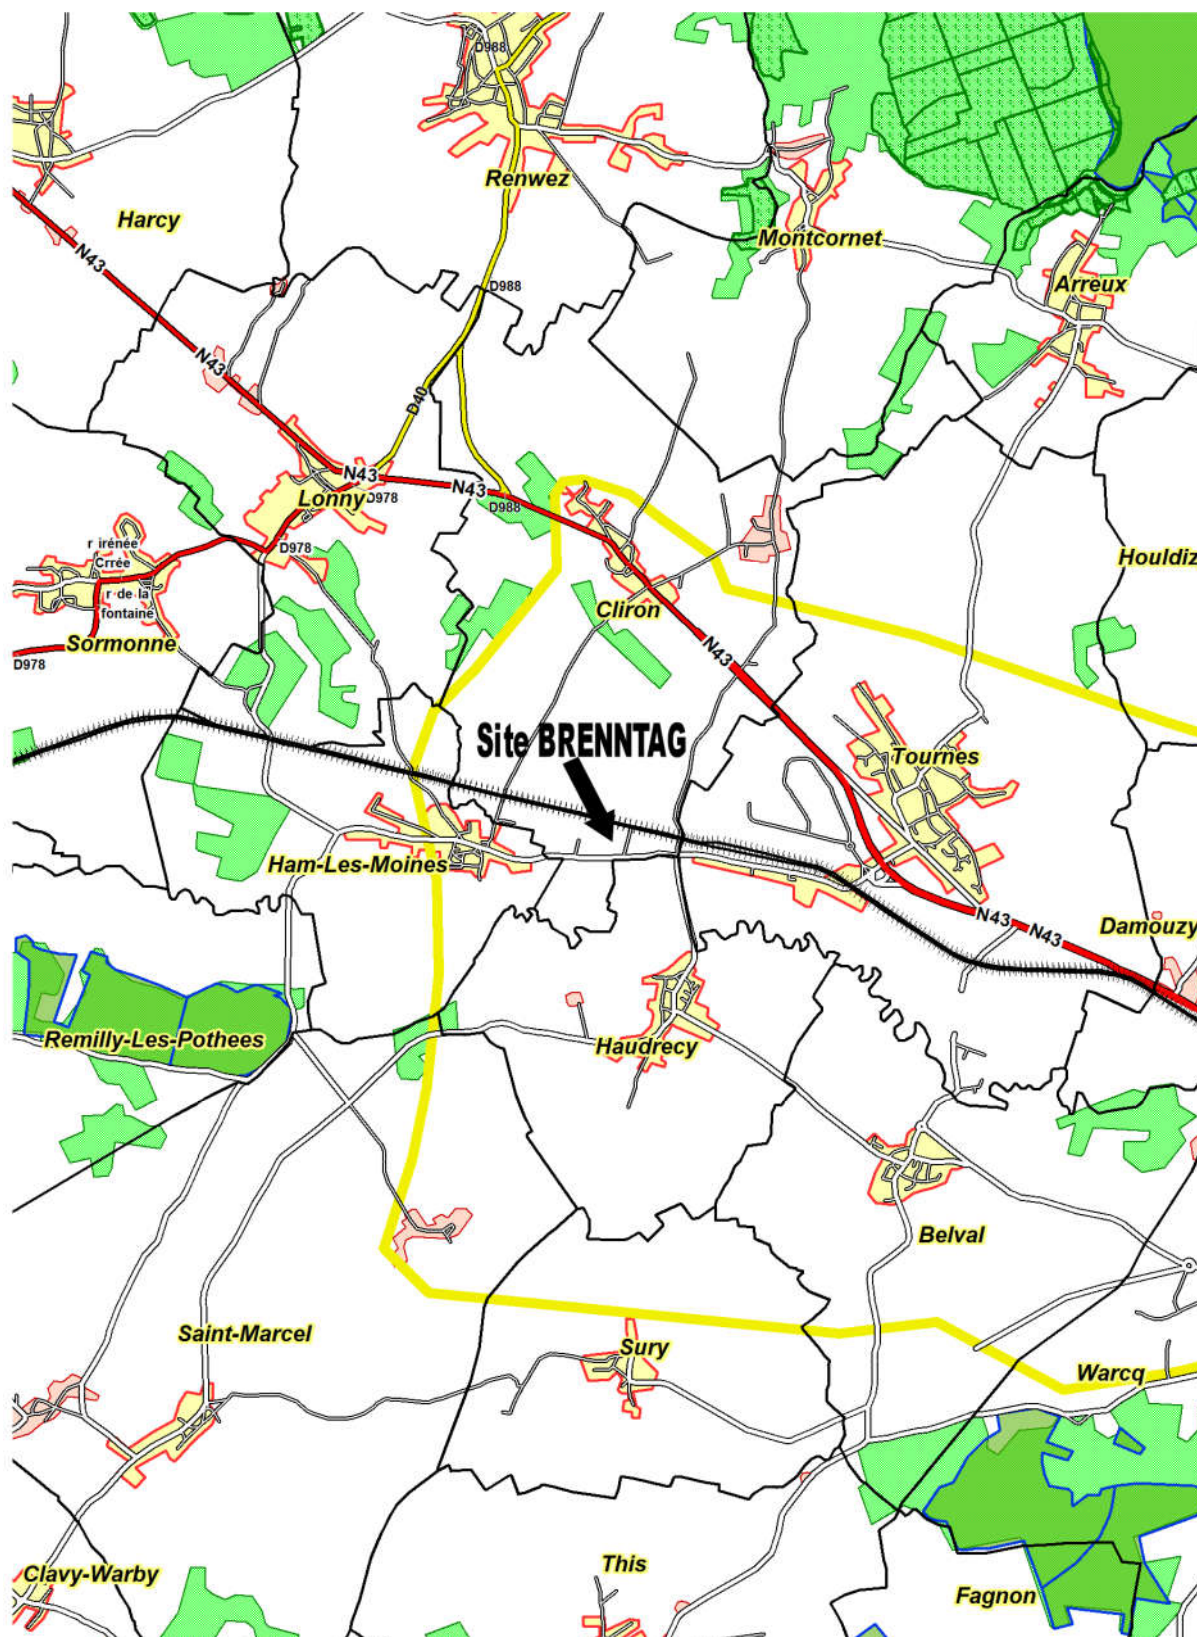 D988
Renwez
Harcy
N43
Montcornet
Arreux
D988
N43
D40
N43
Lonny
D978
N43
D988
r irénée
Crrée
D978
Houldiz
r de la
fontaine
Cliron
Sormonne
D978
N43
Site BRENNTAG
Tournes
Ham-Les-Moines
N43
N43
Damouzy
Remilly-Les-Pothees
Haudrecy
Belval
Saint-Marcel
Sury
Warcq
Clavy-Warby
This
Fagnon